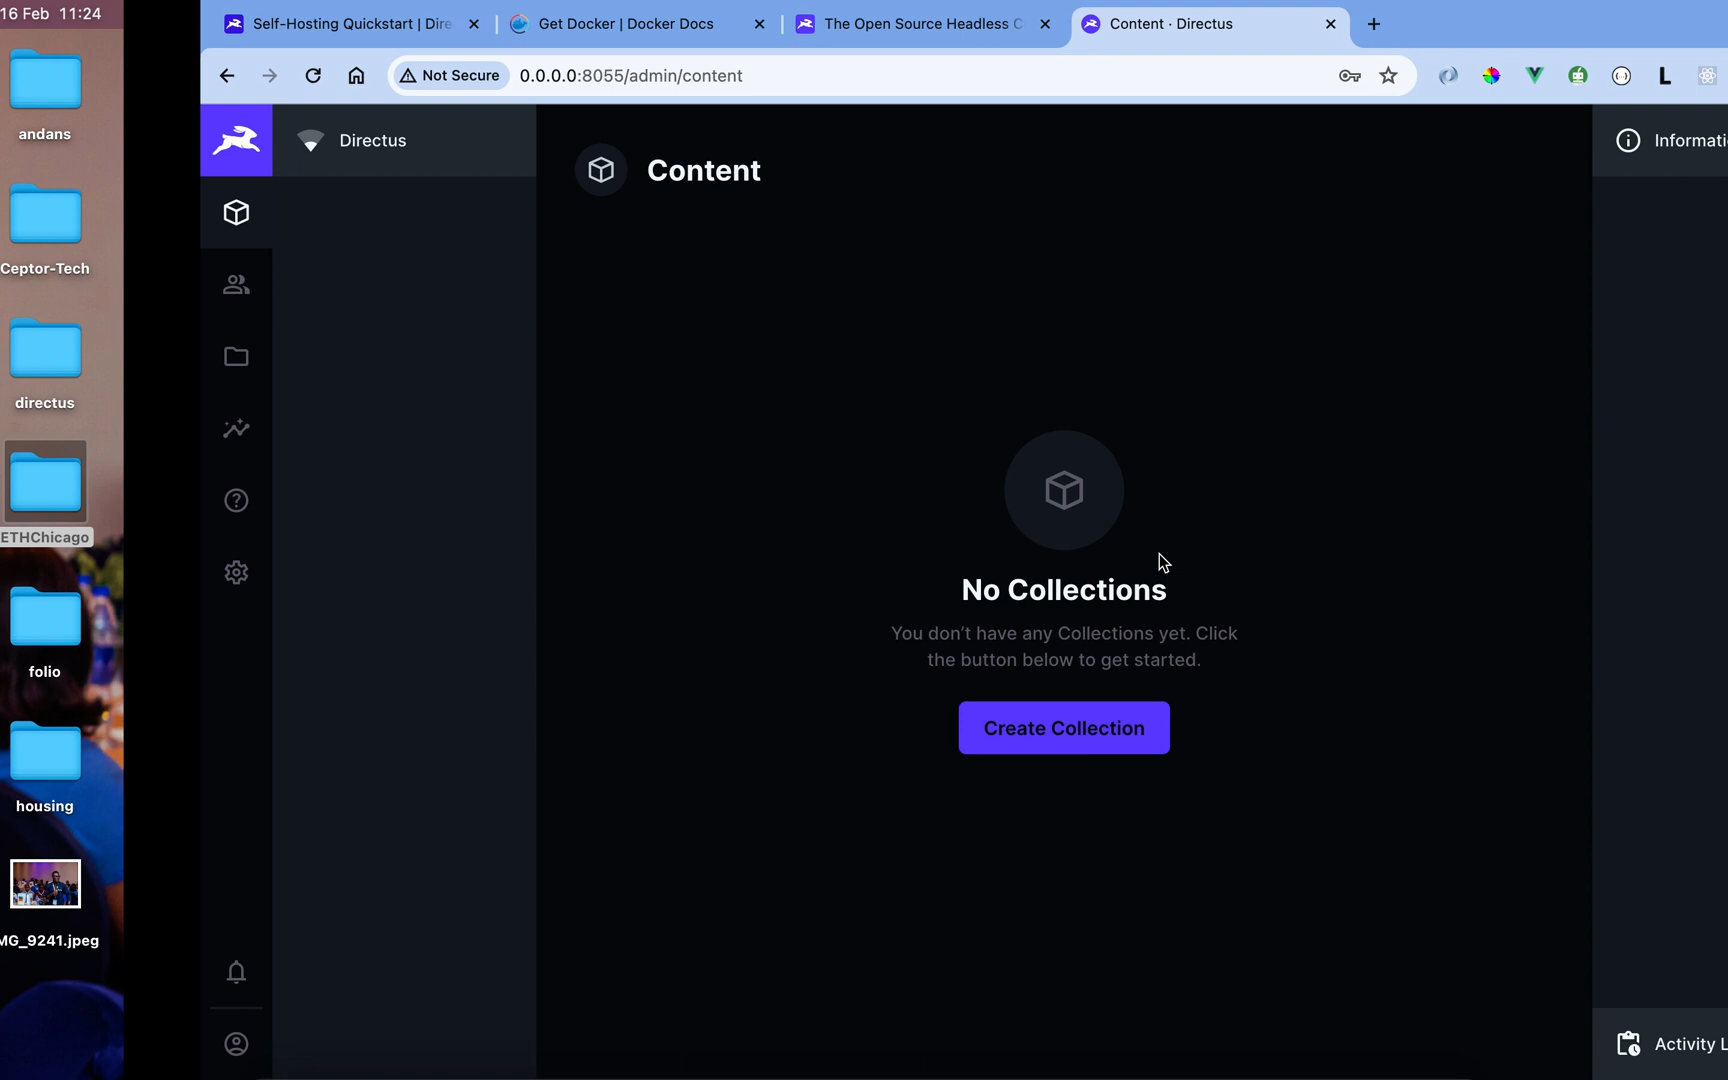 16 Feb 11:24
andans
Ceptor-Tech
directus
ETHChicago
folio
housing
MG_9241.jpeg
Self-Hosting Quickstart | Dire
Get Docker | Docker Docs
The Open Source Headless C
Content · Directus
Not Secure
0.0.0.0:8055/admin/content
L
Directus
Content
Informati
No Collections
You don't have any Collections yet. Click
the button below to get started.
Create Collection
Activity L